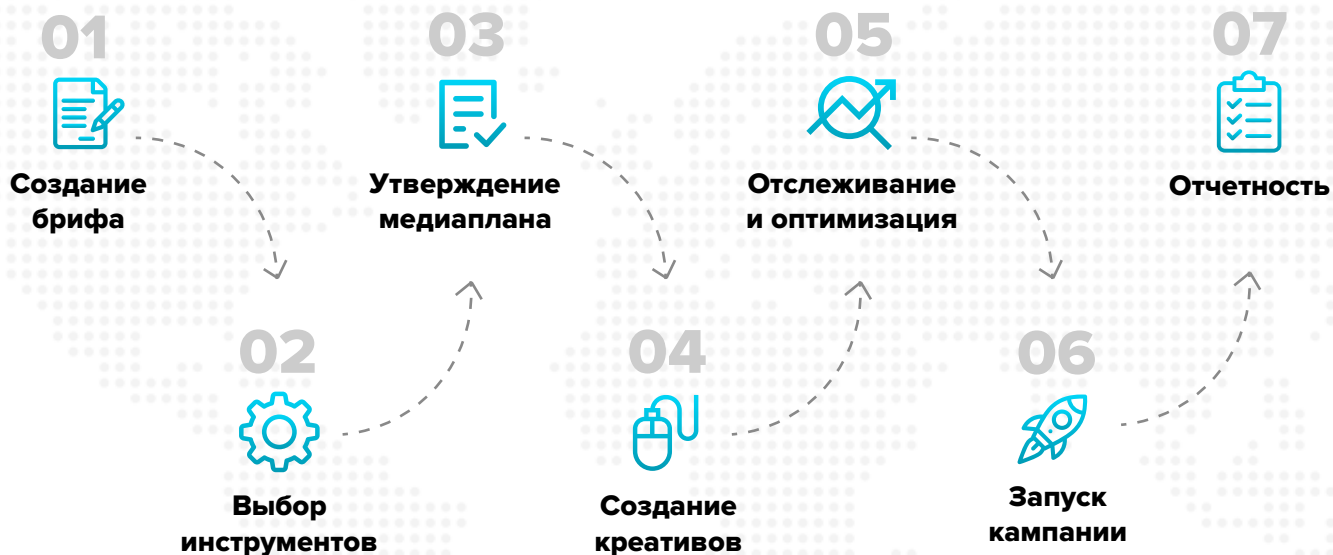 01
Создание
брифа
02
Выбор
инструментов
03
Утверждение
медиаплана
04
Создание
креативов
05
Отслеживание
и оптимизация
06
Запуск
кампании
07
Отчетность